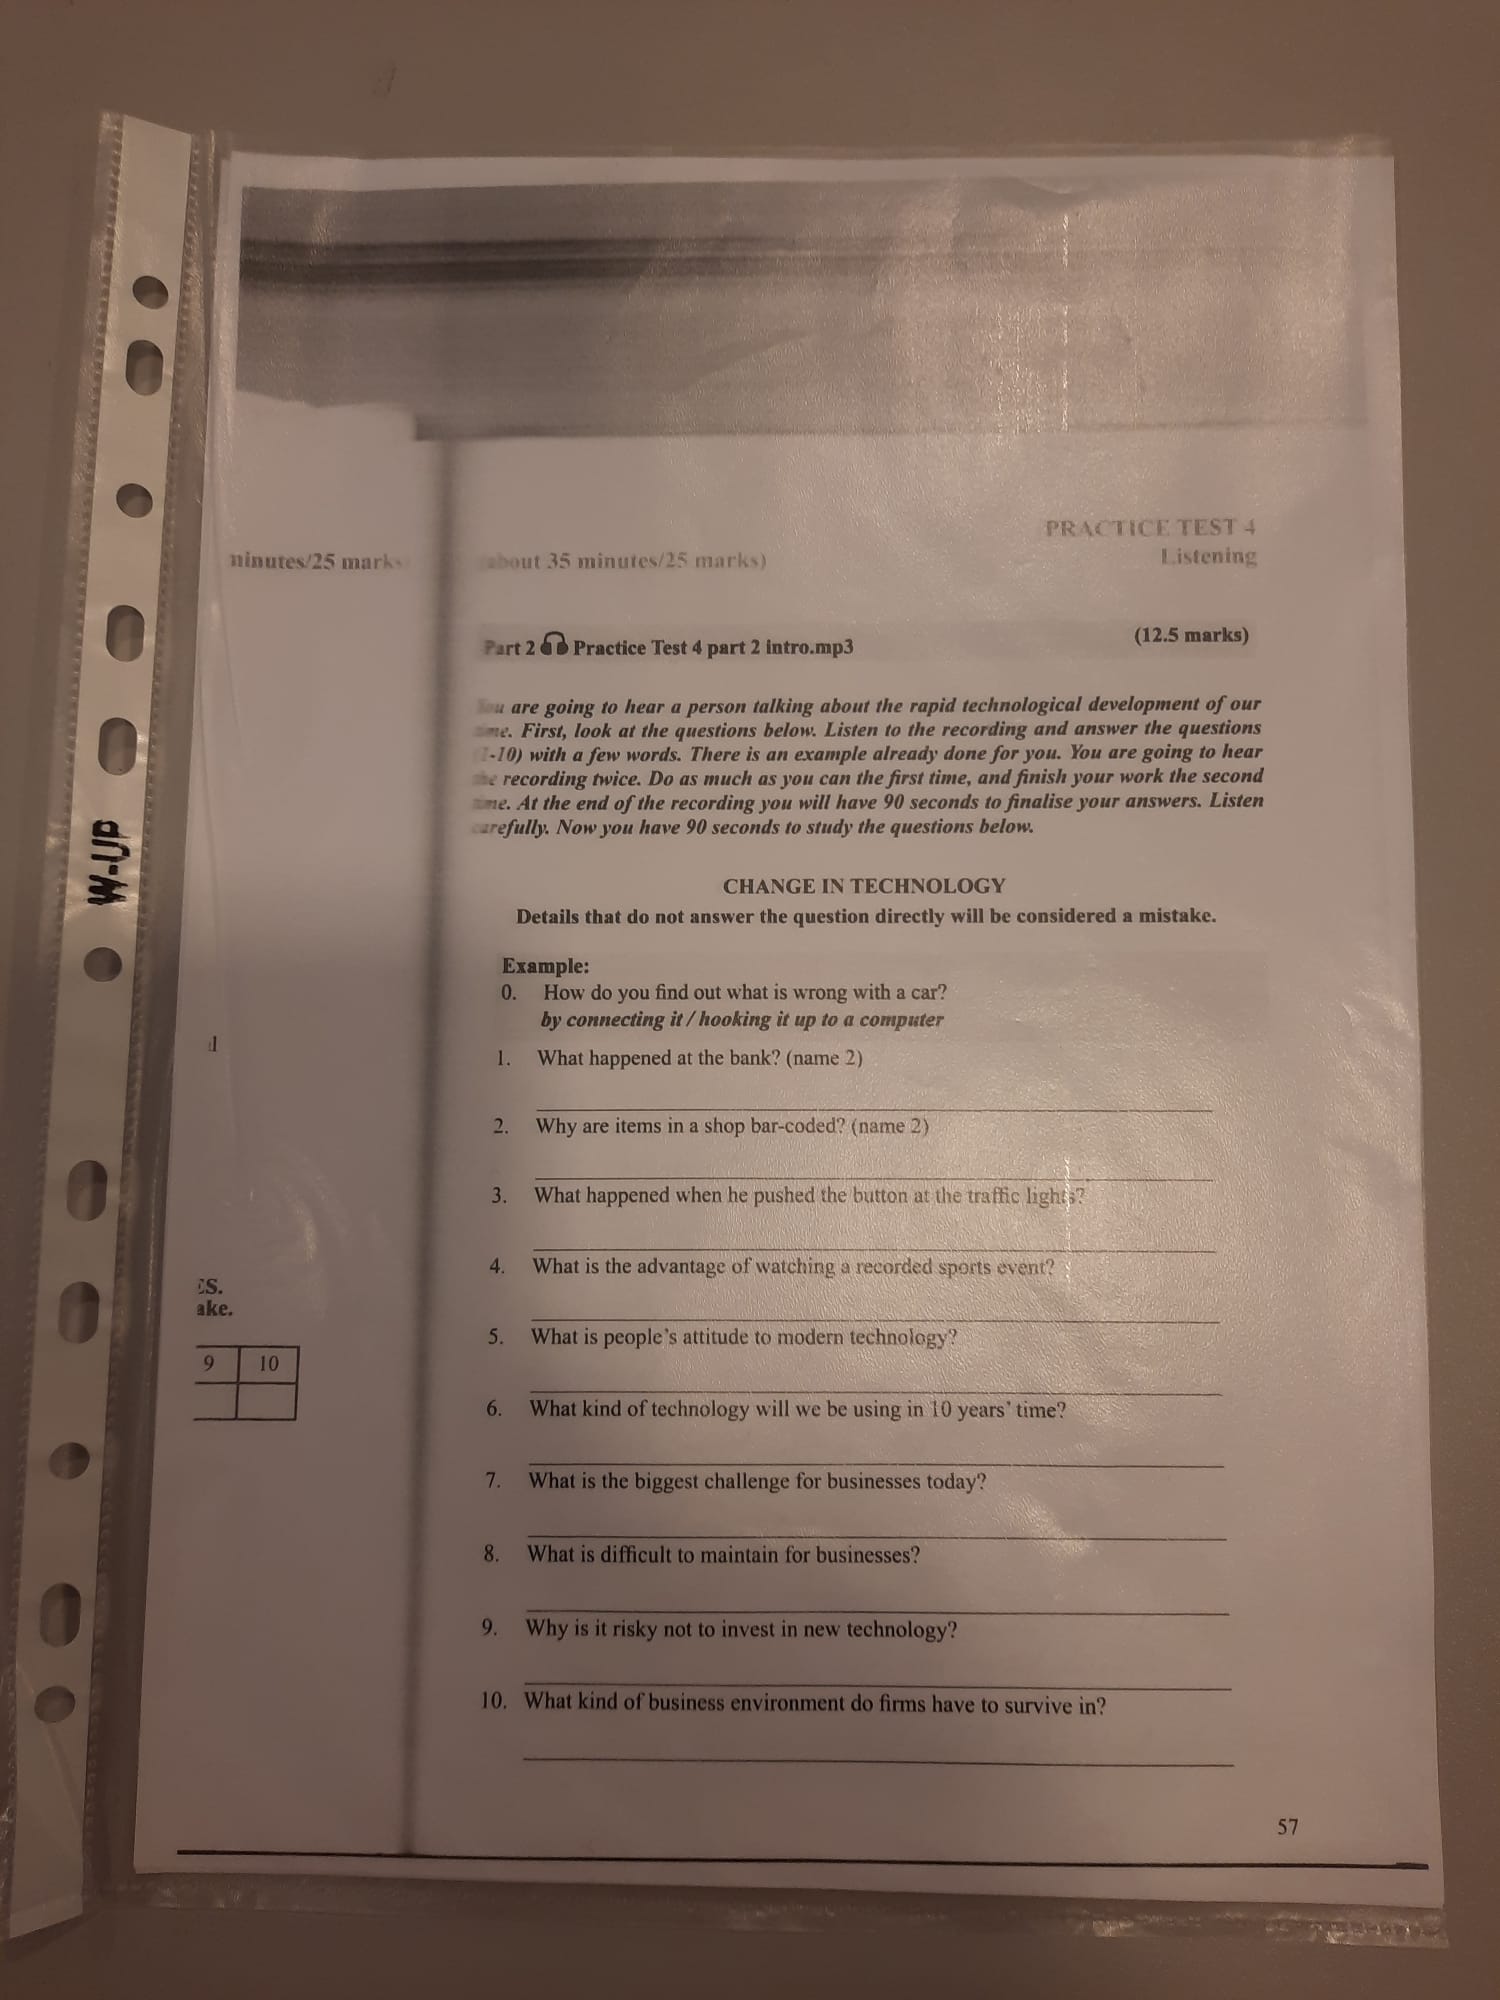 PRACTICE TEST 4
ninutes/25 marks
about 35 minutes/25 marks)
Listening
Part 2 Practice Test 4 part 2 intro.mp3
(12.5 marks)
You are going to hear a person talking about the rapid technological development of our
time. First, look at the questions below. Listen to the recording and answer the questions
(1-10) with a few words. There is an example already done for you. You are going to hear
the recording twice. Do as much as you can the first time, and finish your work the second
time. At the end of the recording you will have 90 seconds to finalise your answers. Listen
carefully. Now you have 90 seconds to study the questions below.
W-UP
CHANGE IN TECHNOLOGY
Details that do not answer the question directly will be considered a mistake.
Example:
0. How do you find out what is wrong with a car?
by connecting it / hooking it up to a computer
1. What happened at the bank? (name 2)
2. Why are items in a shop bar-coded? (name 2)
3. What happened when he pushed the button at the traffic lights?
4. What is the advantage of watching a recorded sports event?
ES.
ake.
5. What is people's attitude to modern technology?
9 10
6. What kind of technology will we be using in 10 years' time?
7. What is the biggest challenge for businesses today?
8. What is difficult to maintain for businesses?
9. Why is it risky not to invest in new technology?
10. What kind of business environment do firms have to survive in?
57